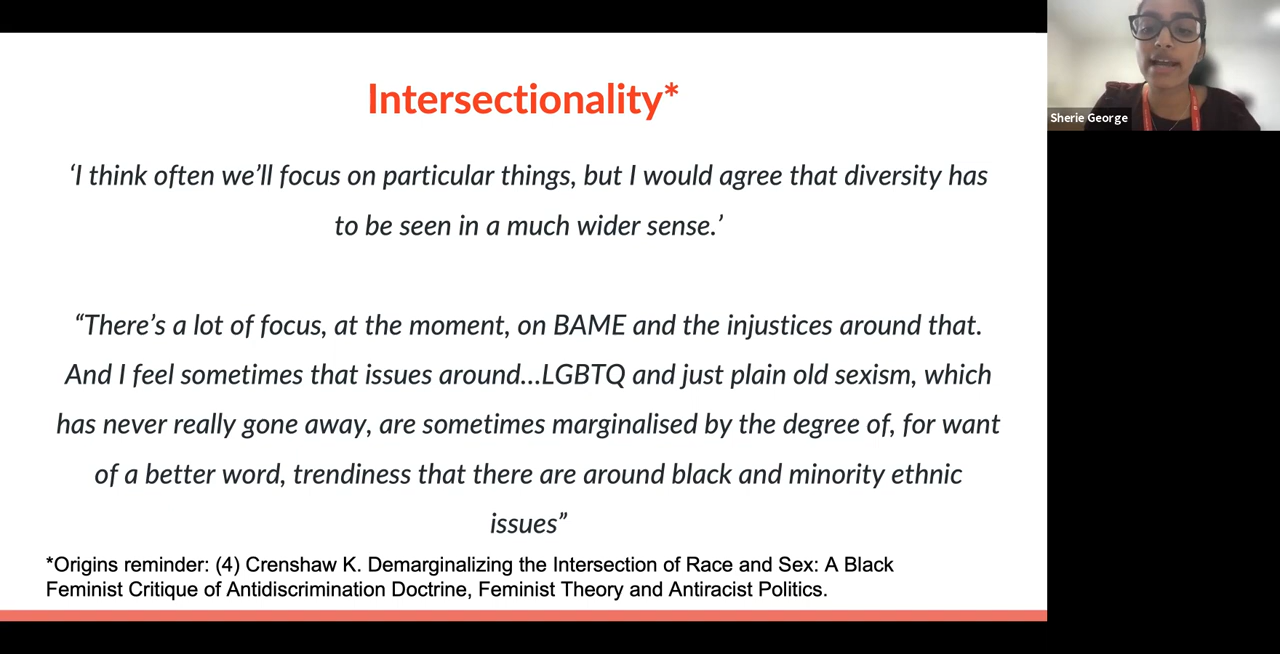 Intersectionality*
‘I think often we’ll focus on particular things, but I would agree that diversity has
to be seen in a much wider sense.’
“There’s a lot of focus, at the moment, on BAME and the injustices around that.
And I feel sometimes that issues around...LGBTQ and just plain old sexism, which
has never really gone away, are sometimes marginalised by the degree of, for want
of a better word, trendiness that there are around black and minority ethnic
issues”
*Origins reminder: (4) Crenshaw K. Demarginalizing the Intersection of Race and Sex: A Black
Feminist Critique of Antidiscrimination Doctrine, Feminist Theory and Antiracist Politics.
Sherie George